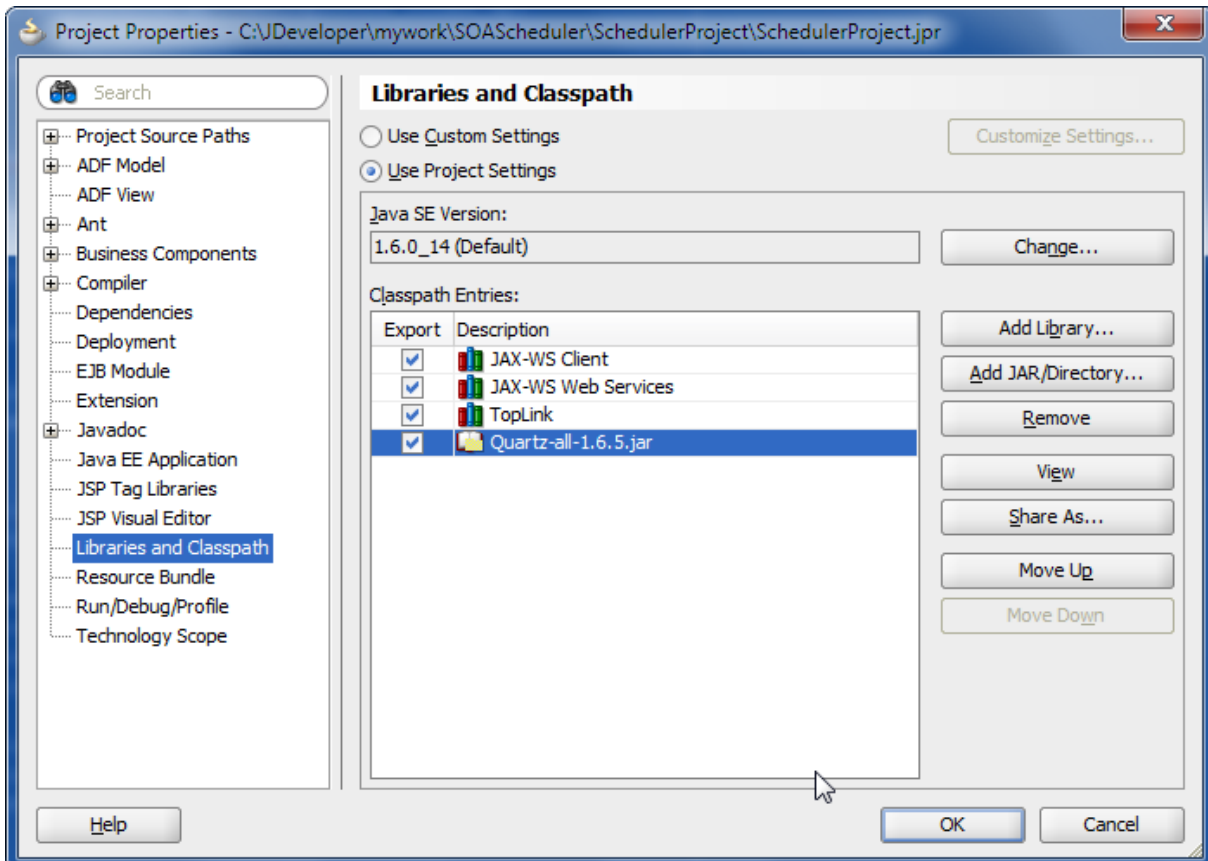 Project Properties - C:\JDeveloper\mywork\SOAScheduler\SchedulerProject\SchedulerProject.jpr
Search
Project Source Paths
ADF Model
ADF View
Ant
Business Components
Compiler
Dependencies
Deployment
EJB Module
Extension
Javadoc
Java EE Application
JSP Tag Libraries
JSP Visual Editor
Libraries and Classpath
Resource Bundle
Run/Debug/Profile
Technology Scope
Libraries and Classpath
Use Custom Settings
Customize Settings...
Use Project Settings
Java SE Version:
1.6.0_14 (Default)
Change...
Classpath Entries:
Export Description
JAX-WS Client
JAX-WS Web Services
TopLink
Quartz-all-1.6.5.jar
Add Library...
Add JAR/Directory...
Remove
View
Share As...
Move Up
Move Down
Help
OK
Cancel